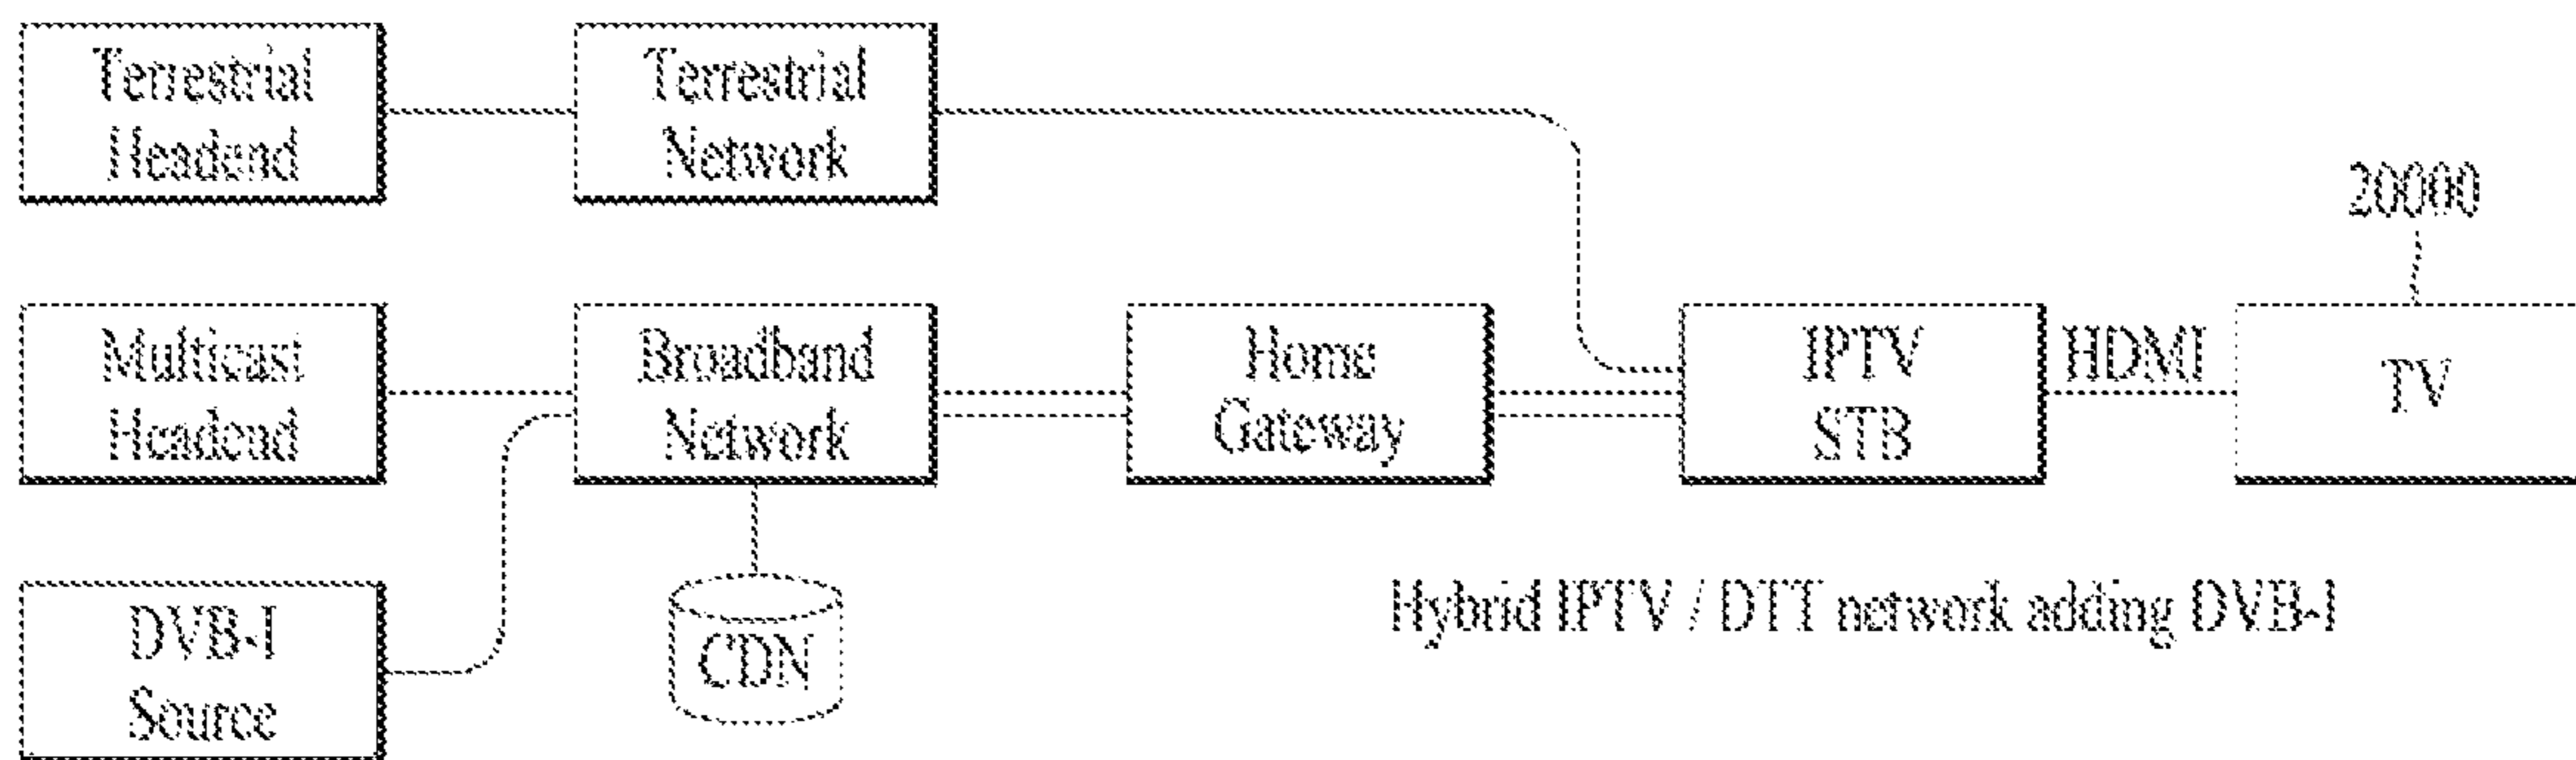 Terrestrial
Headend
Terrestrial
Network
20000
Multicast
Headend
Broadband
Network
Home
Gateway
IPTV
STB
HDMI
TV
DVB-I
Source
CDN
Hybrid IPTV / DTT network adding DVB-I